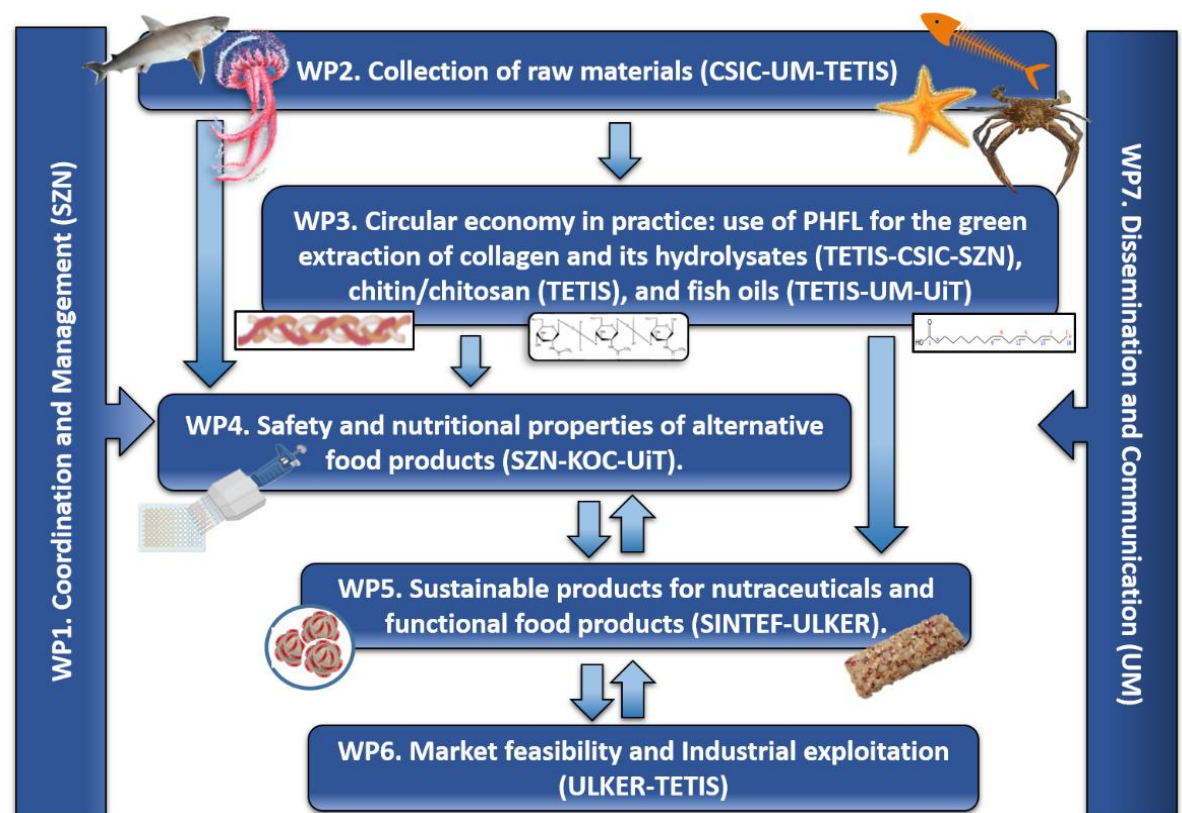 WP1. Coordination and Management (SZN)
WP2. Collection of raw materials (CSIC-UM-TETIS)
WP3. Circular economy in practice: use of PHFL for the green
extraction of collagen and its hydrolysates (TETIS-CSIC-SZN),
chitin/chitosan (TETIS), and fish oils (TETIS-UM-UiT)
WP4. Safety and nutritional properties of alternative
food products (SZN-KOC-UiT).
WP5. Sustainable products for nutraceuticals and
functional food products (SINTEF-ULKER).
WP6. Market feasibility and Industrial exploitation
(ULKER-TETIS)
WP7. Dissemination and Communication (UM)